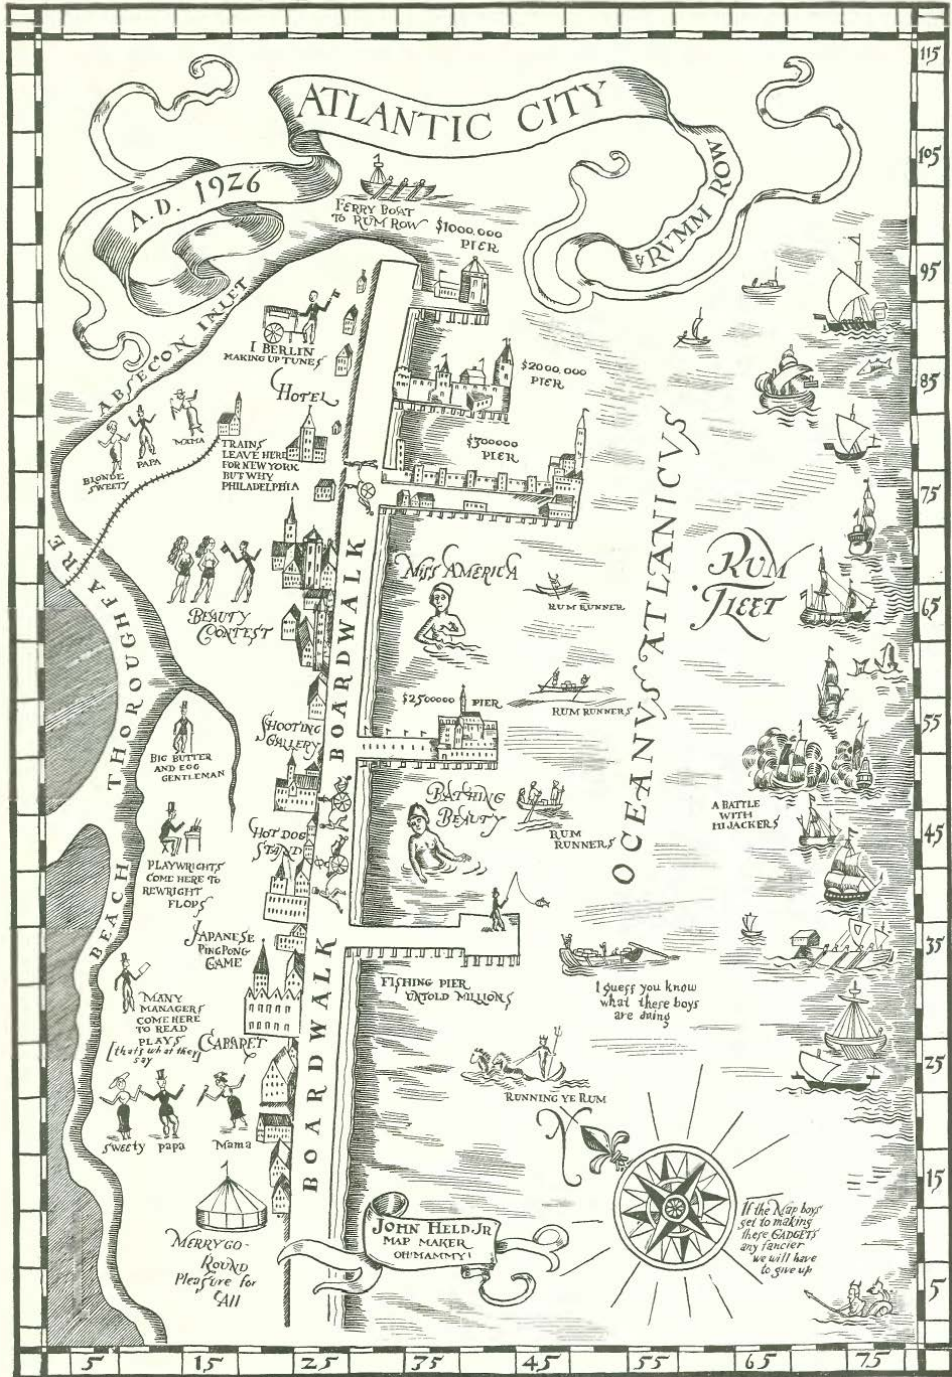 ATLANTIC CITY
& RVMM ROW
A.D. 1926
FERRY BOAT
TO RUM ROW
$1000,000
PIER
ABSECON INLET
I BERLIN
MAKING UP TUNES
HOTEL
$2000,000
PIER
BLONDE
SWEETY
PAPA
MAMA
TRAINS
LEAVE HERE
FOR NEW YORK
BUT WHY
PHILADELPHIA
$300000
PIER
BEACH THOROUGHFARE
BEAUTY
CONTEST
MISS AMERICA
RUM RUNNER
OCEANVS ATLANICVS
RUM
FLEET
BOARDWALK
$2500000 PIER
RUM RUNNERS
SHOOTING
GALLERY
BIG BUTTER
AND EGG
GENTLEMAN
BATHING
BEAUTY
RUM
RUNNERS
A BATTLE
WITH
HIJACKERS
HOT DOG
STAND
PLAYWRIGHTS
COME HERE TO
REWRIGHT
FLOPS
JAPANESE
PING PONG
GAME
FISHING PIER
UNTOLD MILLIONS
I guess you know
what these boys
are doing
MANY
MANAGERS
COME HERE
TO READ
PLAYS
[that's what they
say
CABARET
BOARDWALK
RUNNING YE RUM
Sweety
papa
Mama
MERRY GO-
ROUND
Pleasure for
All
JOHN HELD JR
MAP MAKER
OH! MAMMY!
If the Map boys
get to making
these GADGETS
any fancier
we will have
to give up
115
105
95
85
75
65
55
45
35
25
15
5
5
15
25
35
45
55
65
75